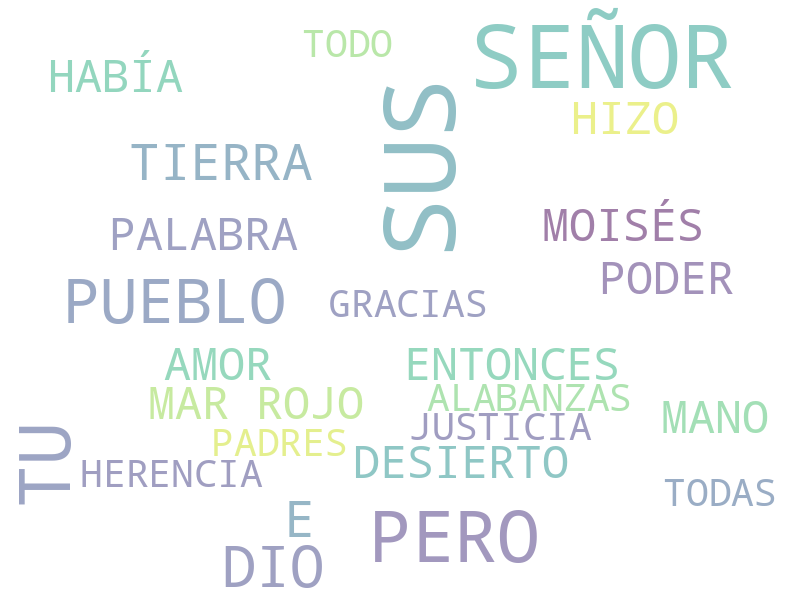 TODO
SEÑOR
HABÍA
SUS
HIZO
TIERRA
PALABRA
MOISÉS
PODER
PUEBLO
GRACIAS
AMOR
ENTONCES
MAR ROJO
ALABANZAS
MANO
JUSTICIA
PADRES
TU
HERENCIA
DESIERTO
TODAS
E
PERO
DIO